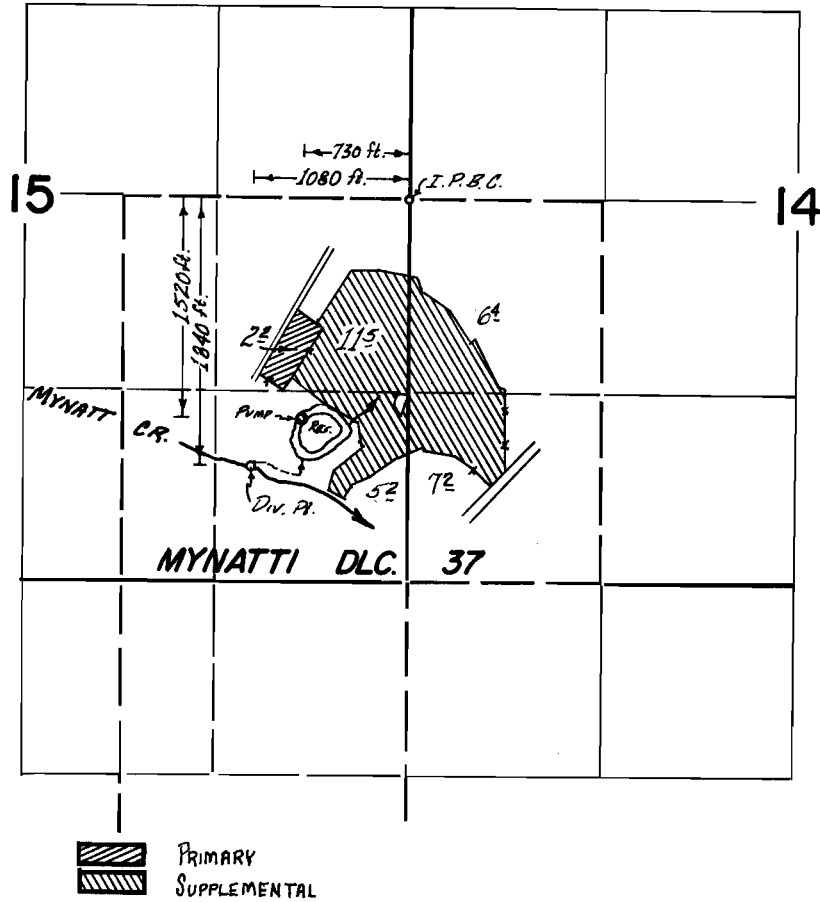 730 ft.
1080 ft.
I.P.B.C.
15
14
1520 ft.
1840 ft.
6.4
2.2
11.5
MYNATT CR.
PUMP
Res.
Div. Pt.
5.2
7.2
MYNATTI DLC. 37
PRIMARY
SUPPLEMENTAL